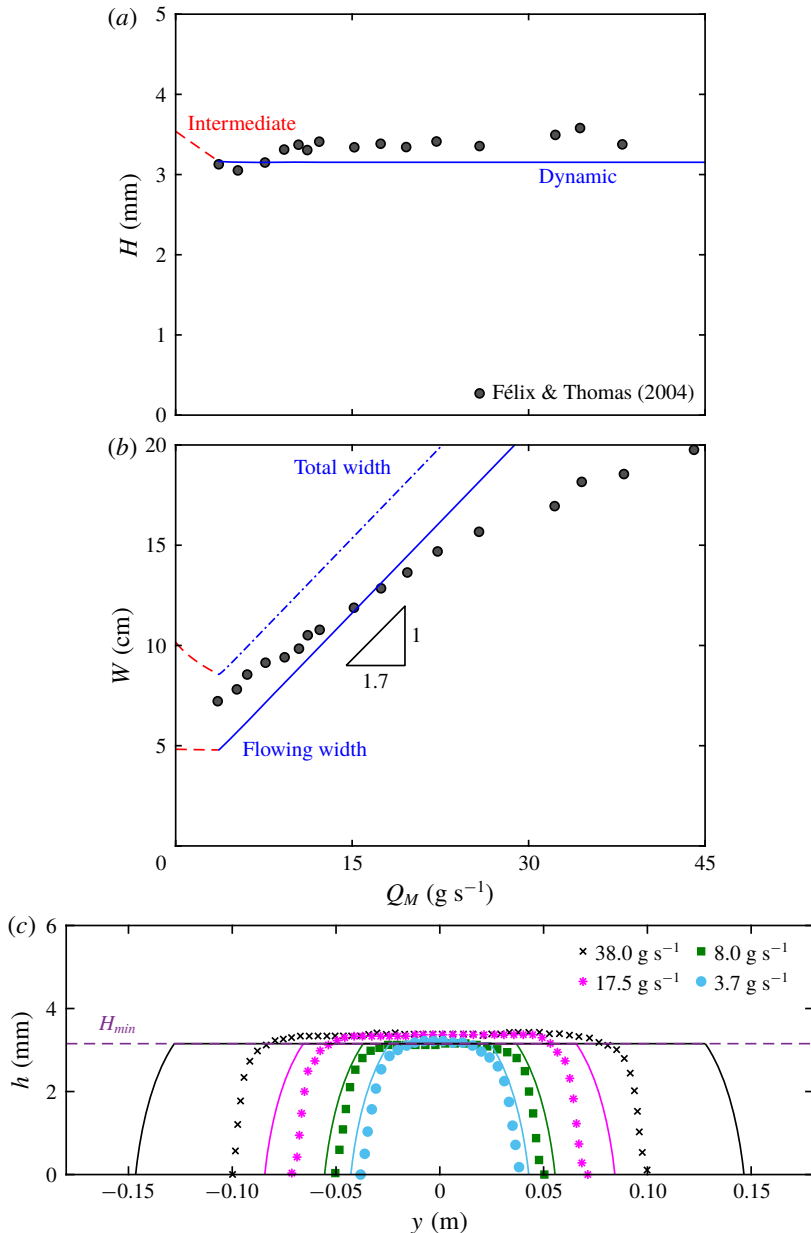 (a)
5
4
3
2
1
0
H (mm)
Intermediate
Dynamic
Félix & Thomas (2004)
(b)
20
15
10
5
0
15
30
45
W (cm)
Total width
Flowing width
1
1.7
Q_M (g s⁻¹)
(c)
6
4
2
0
h (mm)
H_min
38.0 g s⁻¹
8.0 g s⁻¹
17.5 g s⁻¹
3.7 g s⁻¹
−0.15
−0.10
−0.05
0
0.05
0.10
0.15
y (m)